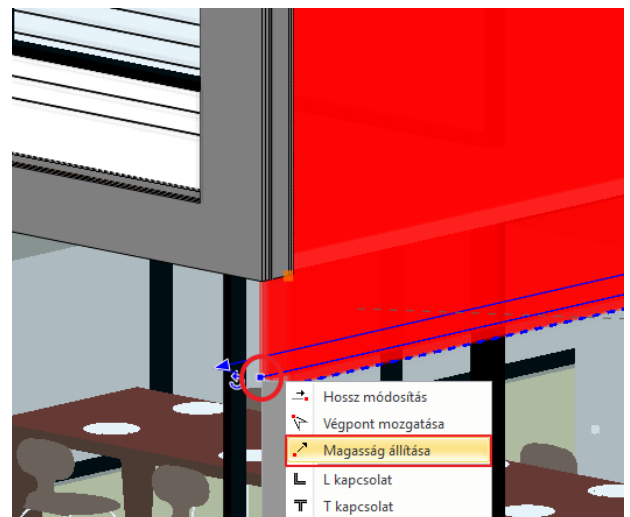 Hossz módosítás
Végpont mozgatása
Magasság állítása
L kapcsolat
T kapcsolat